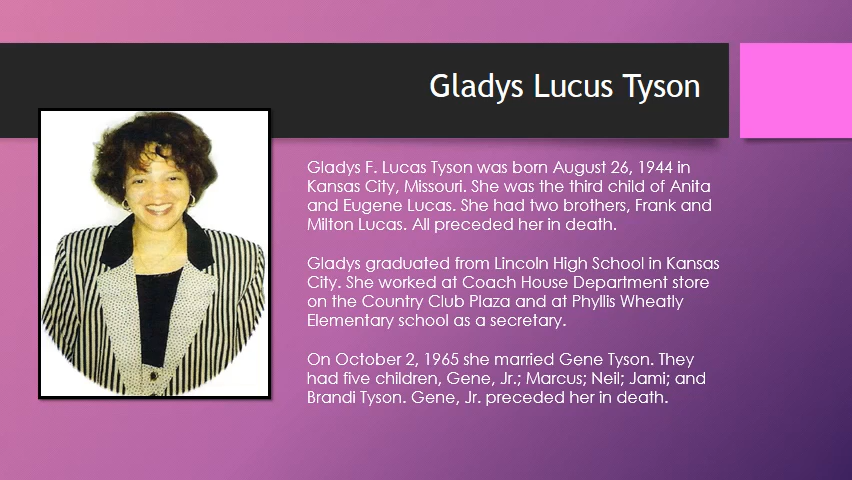 Gladys Lucus Tyson
Gladys F. Lucas Tyson was born August 26, 1944 in
Kansas City, Missouri. She was the third child of Anita
and Eugene Lucas. She had two brothers, Frank and
Milton Lucas. All preceded her in death.
Gladys graduated from Lincoln High School in Kansas
City. She worked at Coach House Department store
on the Country Club Plaza and at Phyllis Wheatly
Elementary school as a secretary.
On October 2, 1965 she married Gene Tyson. They
had five children, Gene, Jr.; Marcus; Neil; Jami; and
Brandi Tyson. Gene, Jr. preceded her in death.